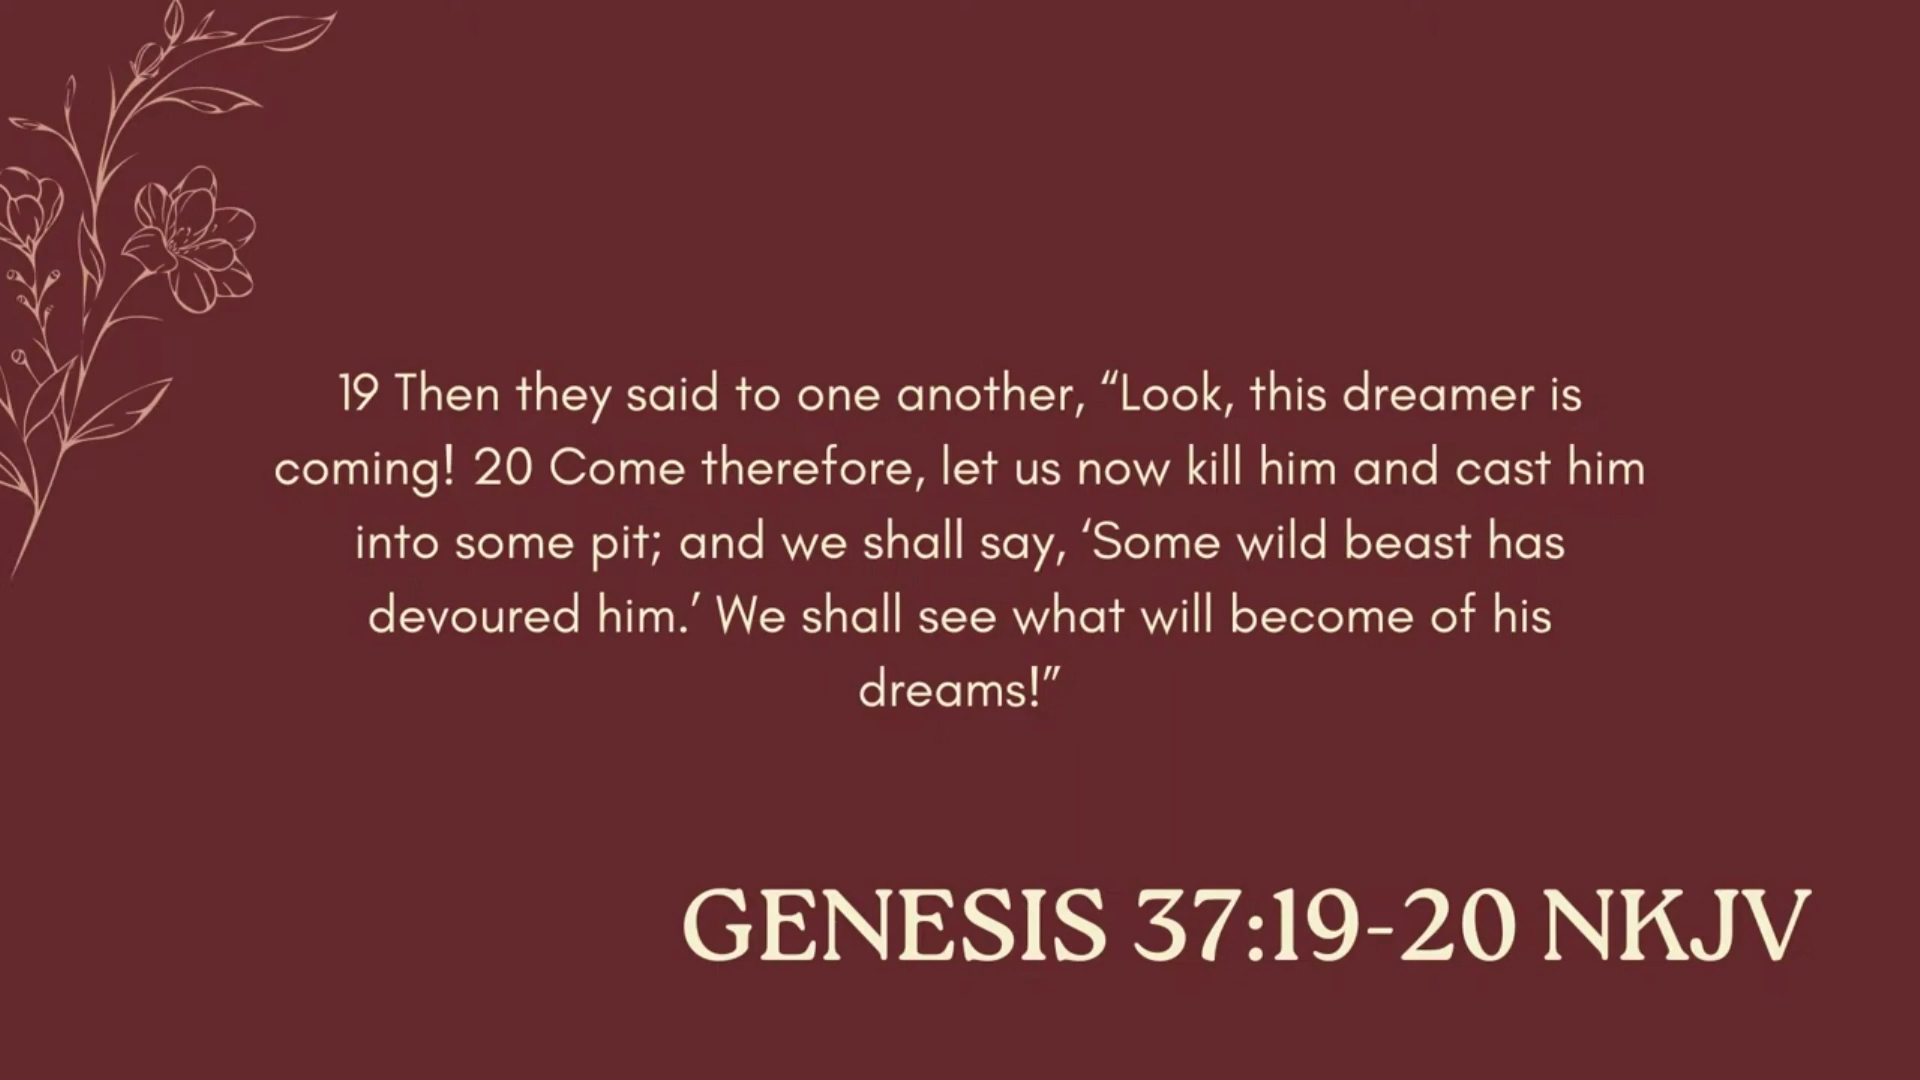 19 Then they said to one another, “Look, this dreamer is
coming! 20 Come therefore, let us now kill him and cast him
into some pit; and we shall say, ‘Some wild beast has
devoured him.’ We shall see what will become of his
dreams!”
GENESIS 37:19-20 NKJV